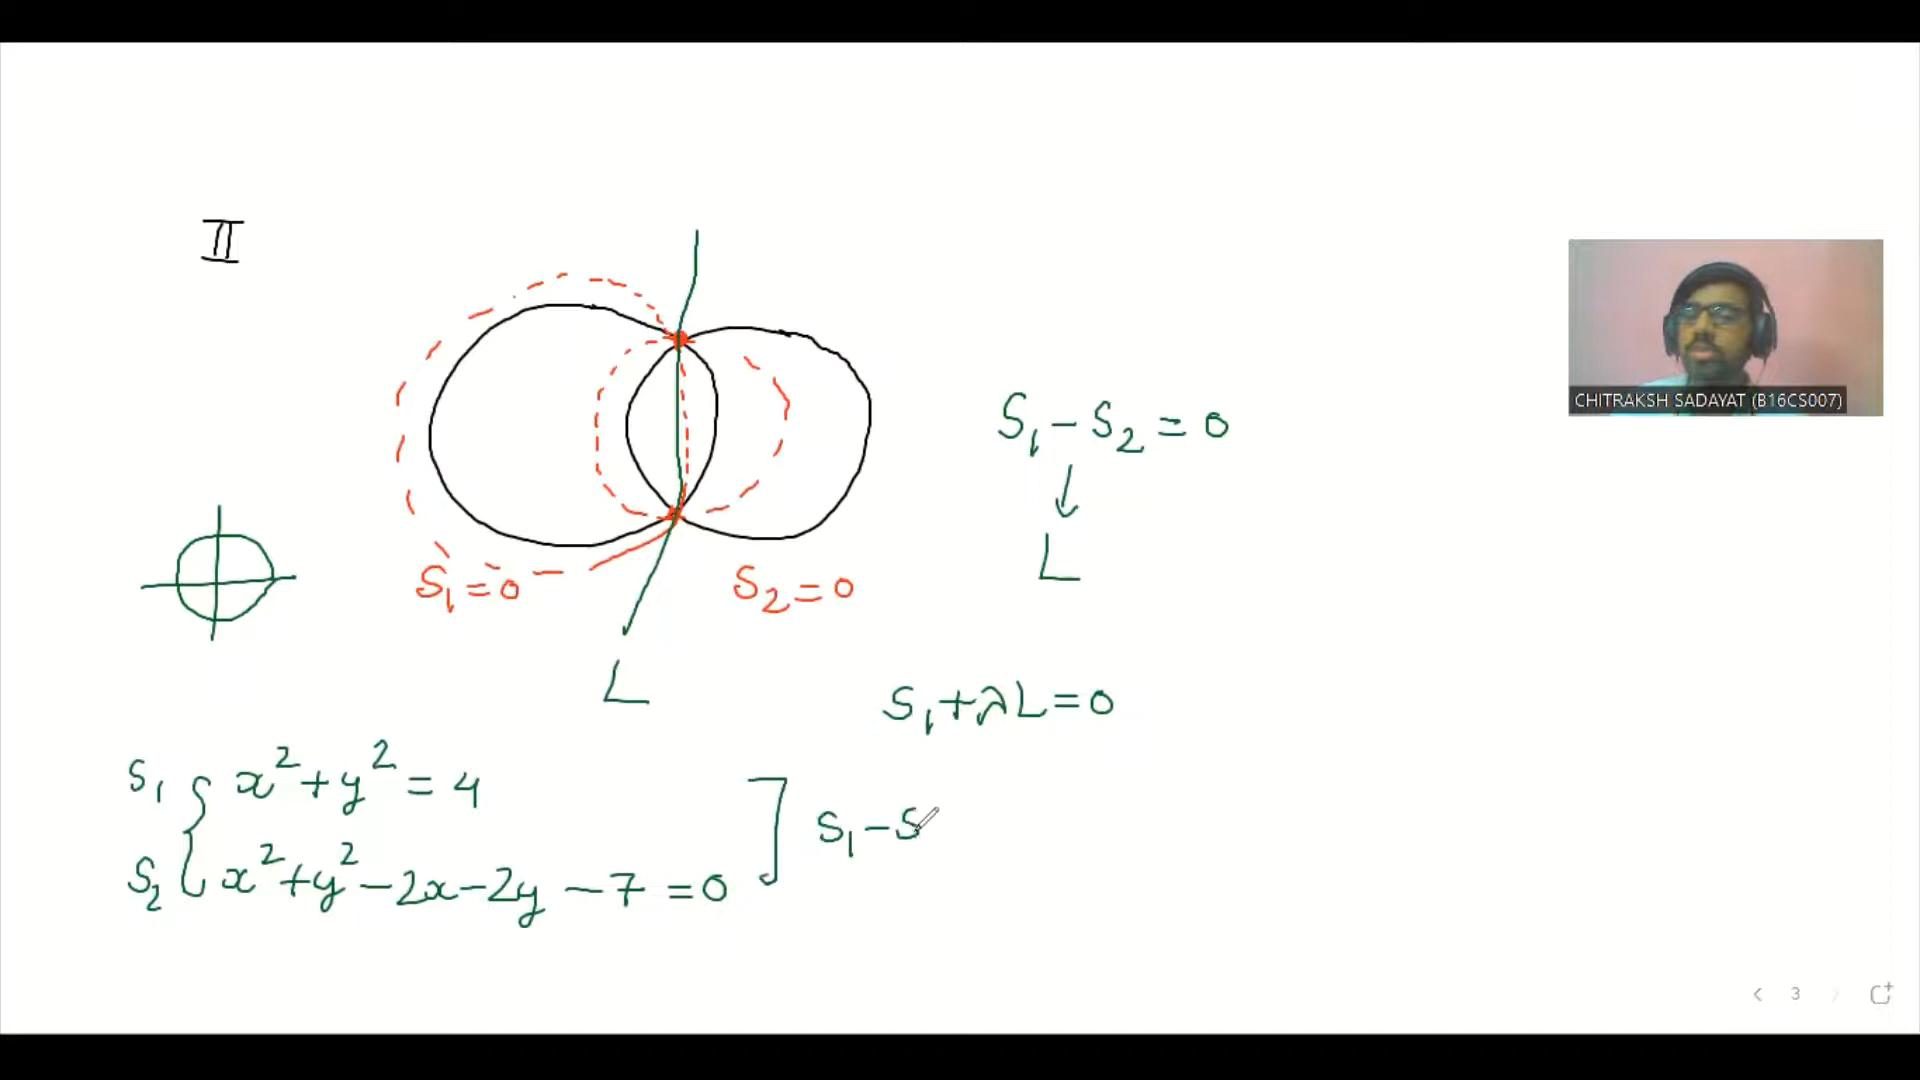 II
CHITRAKSH SADAYAT (B16CS007)
S₁ - S₂ = 0
↓
L
S₁ = 0
S₂ = 0
L
S₁ + λL = 0
S₁ { x² + y² = 4
S₂ { x² + y² - 2x - 2y - 7 = 0 ] S₁ - S
3